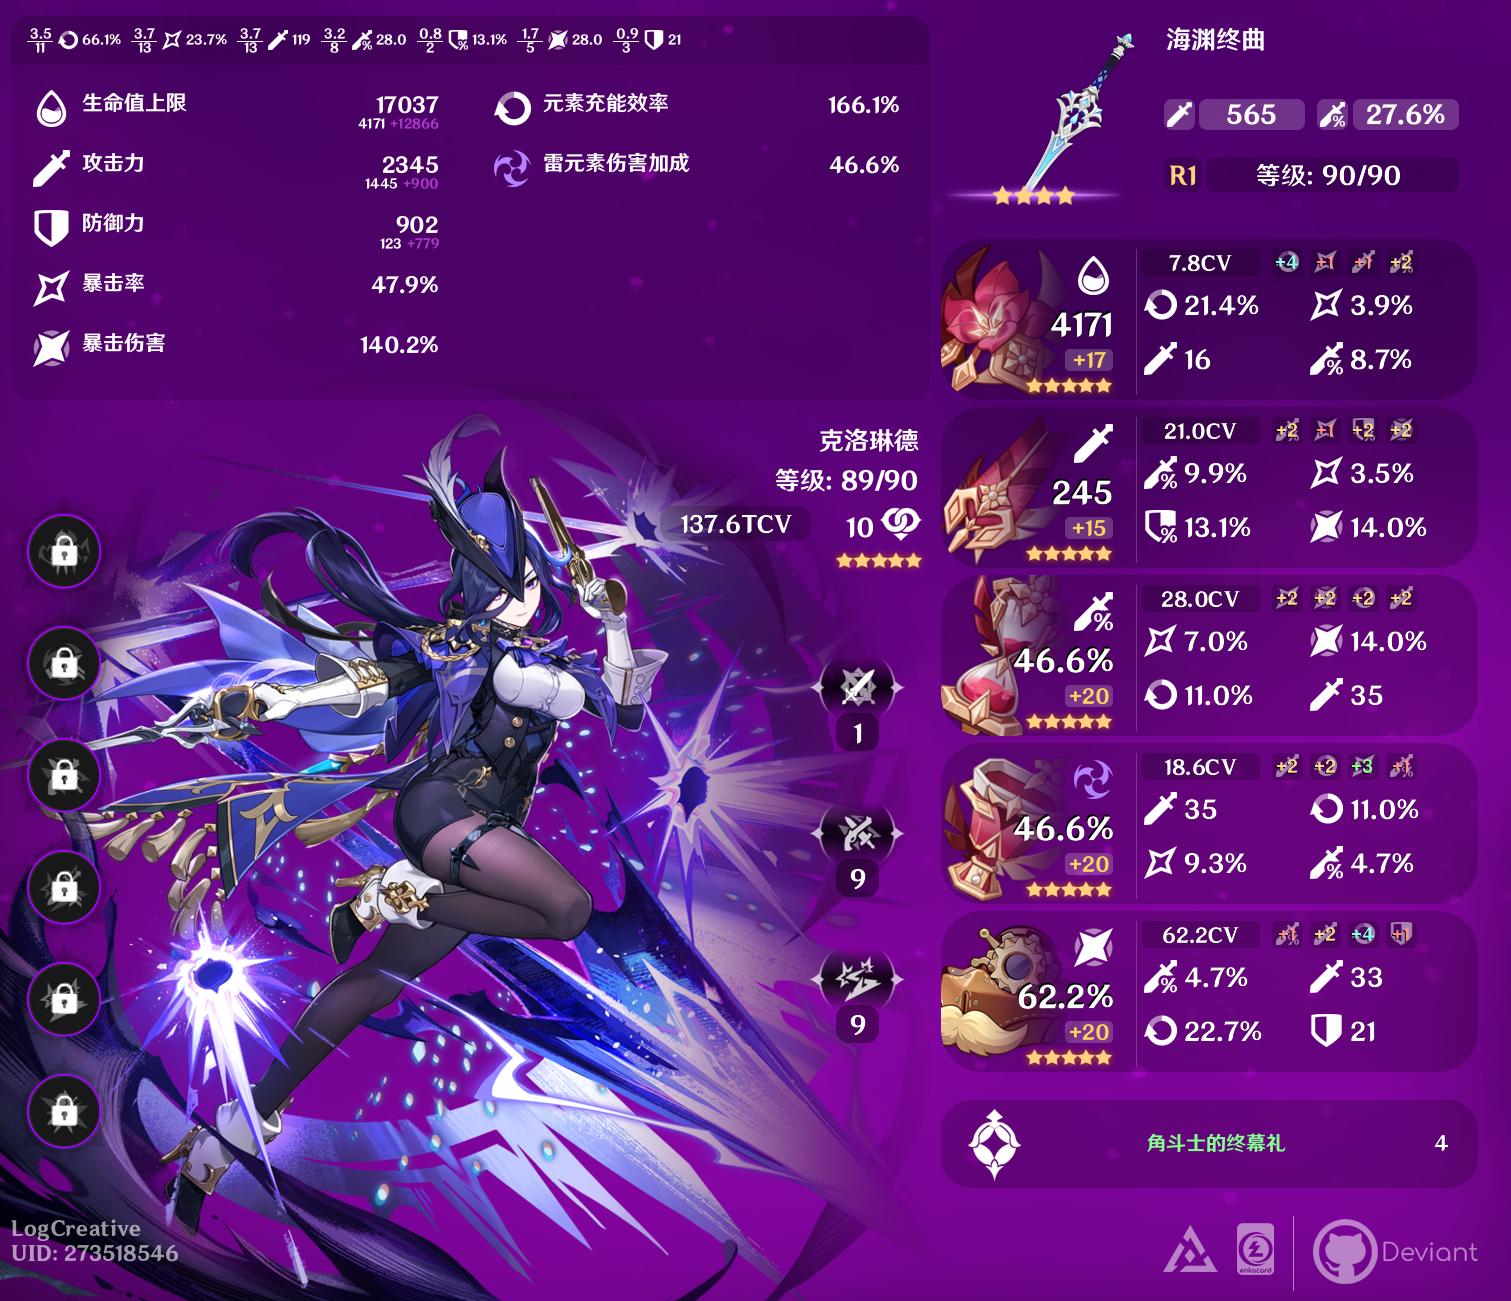 3.5 11 66.1% 3.7 13 23.7% 3.7 13 119 3.2 8 28.0 0.8 2 13.1% 1.7 5 28.0 0.9 3 21
生命值上限 17037
4171 +12866
攻击力 2345
1445 +900
防御力 902
123 +779
暴击率 47.9%
暴击伤害 140.2%
元素充能效率 166.1%
雷元素伤害加成 46.6%
海渊终曲
565 27.6%
R1 等级: 90/90
克洛琳德
等级: 89/90
137.6TCV 10
1
9
9
4171
+17
7.8CV +4 +1 +1 +2
21.4% 3.9%
16 8.7%
245
+15
21.0CV +2 +1 +2 +2
9.9% 3.5%
13.1% 14.0%
46.6%
+20
28.0CV +2 +2 +2 +2
7.0% 14.0%
11.0% 35
46.6%
+20
18.6CV +2 +2 +3 +1
35 11.0%
9.3% 4.7%
62.2%
+20
62.2CV +1 +2 +4 +1
4.7% 33
22.7% 21
角斗士的终幕礼 4
LogCreative
UID: 273518546
enkacard
Deviant